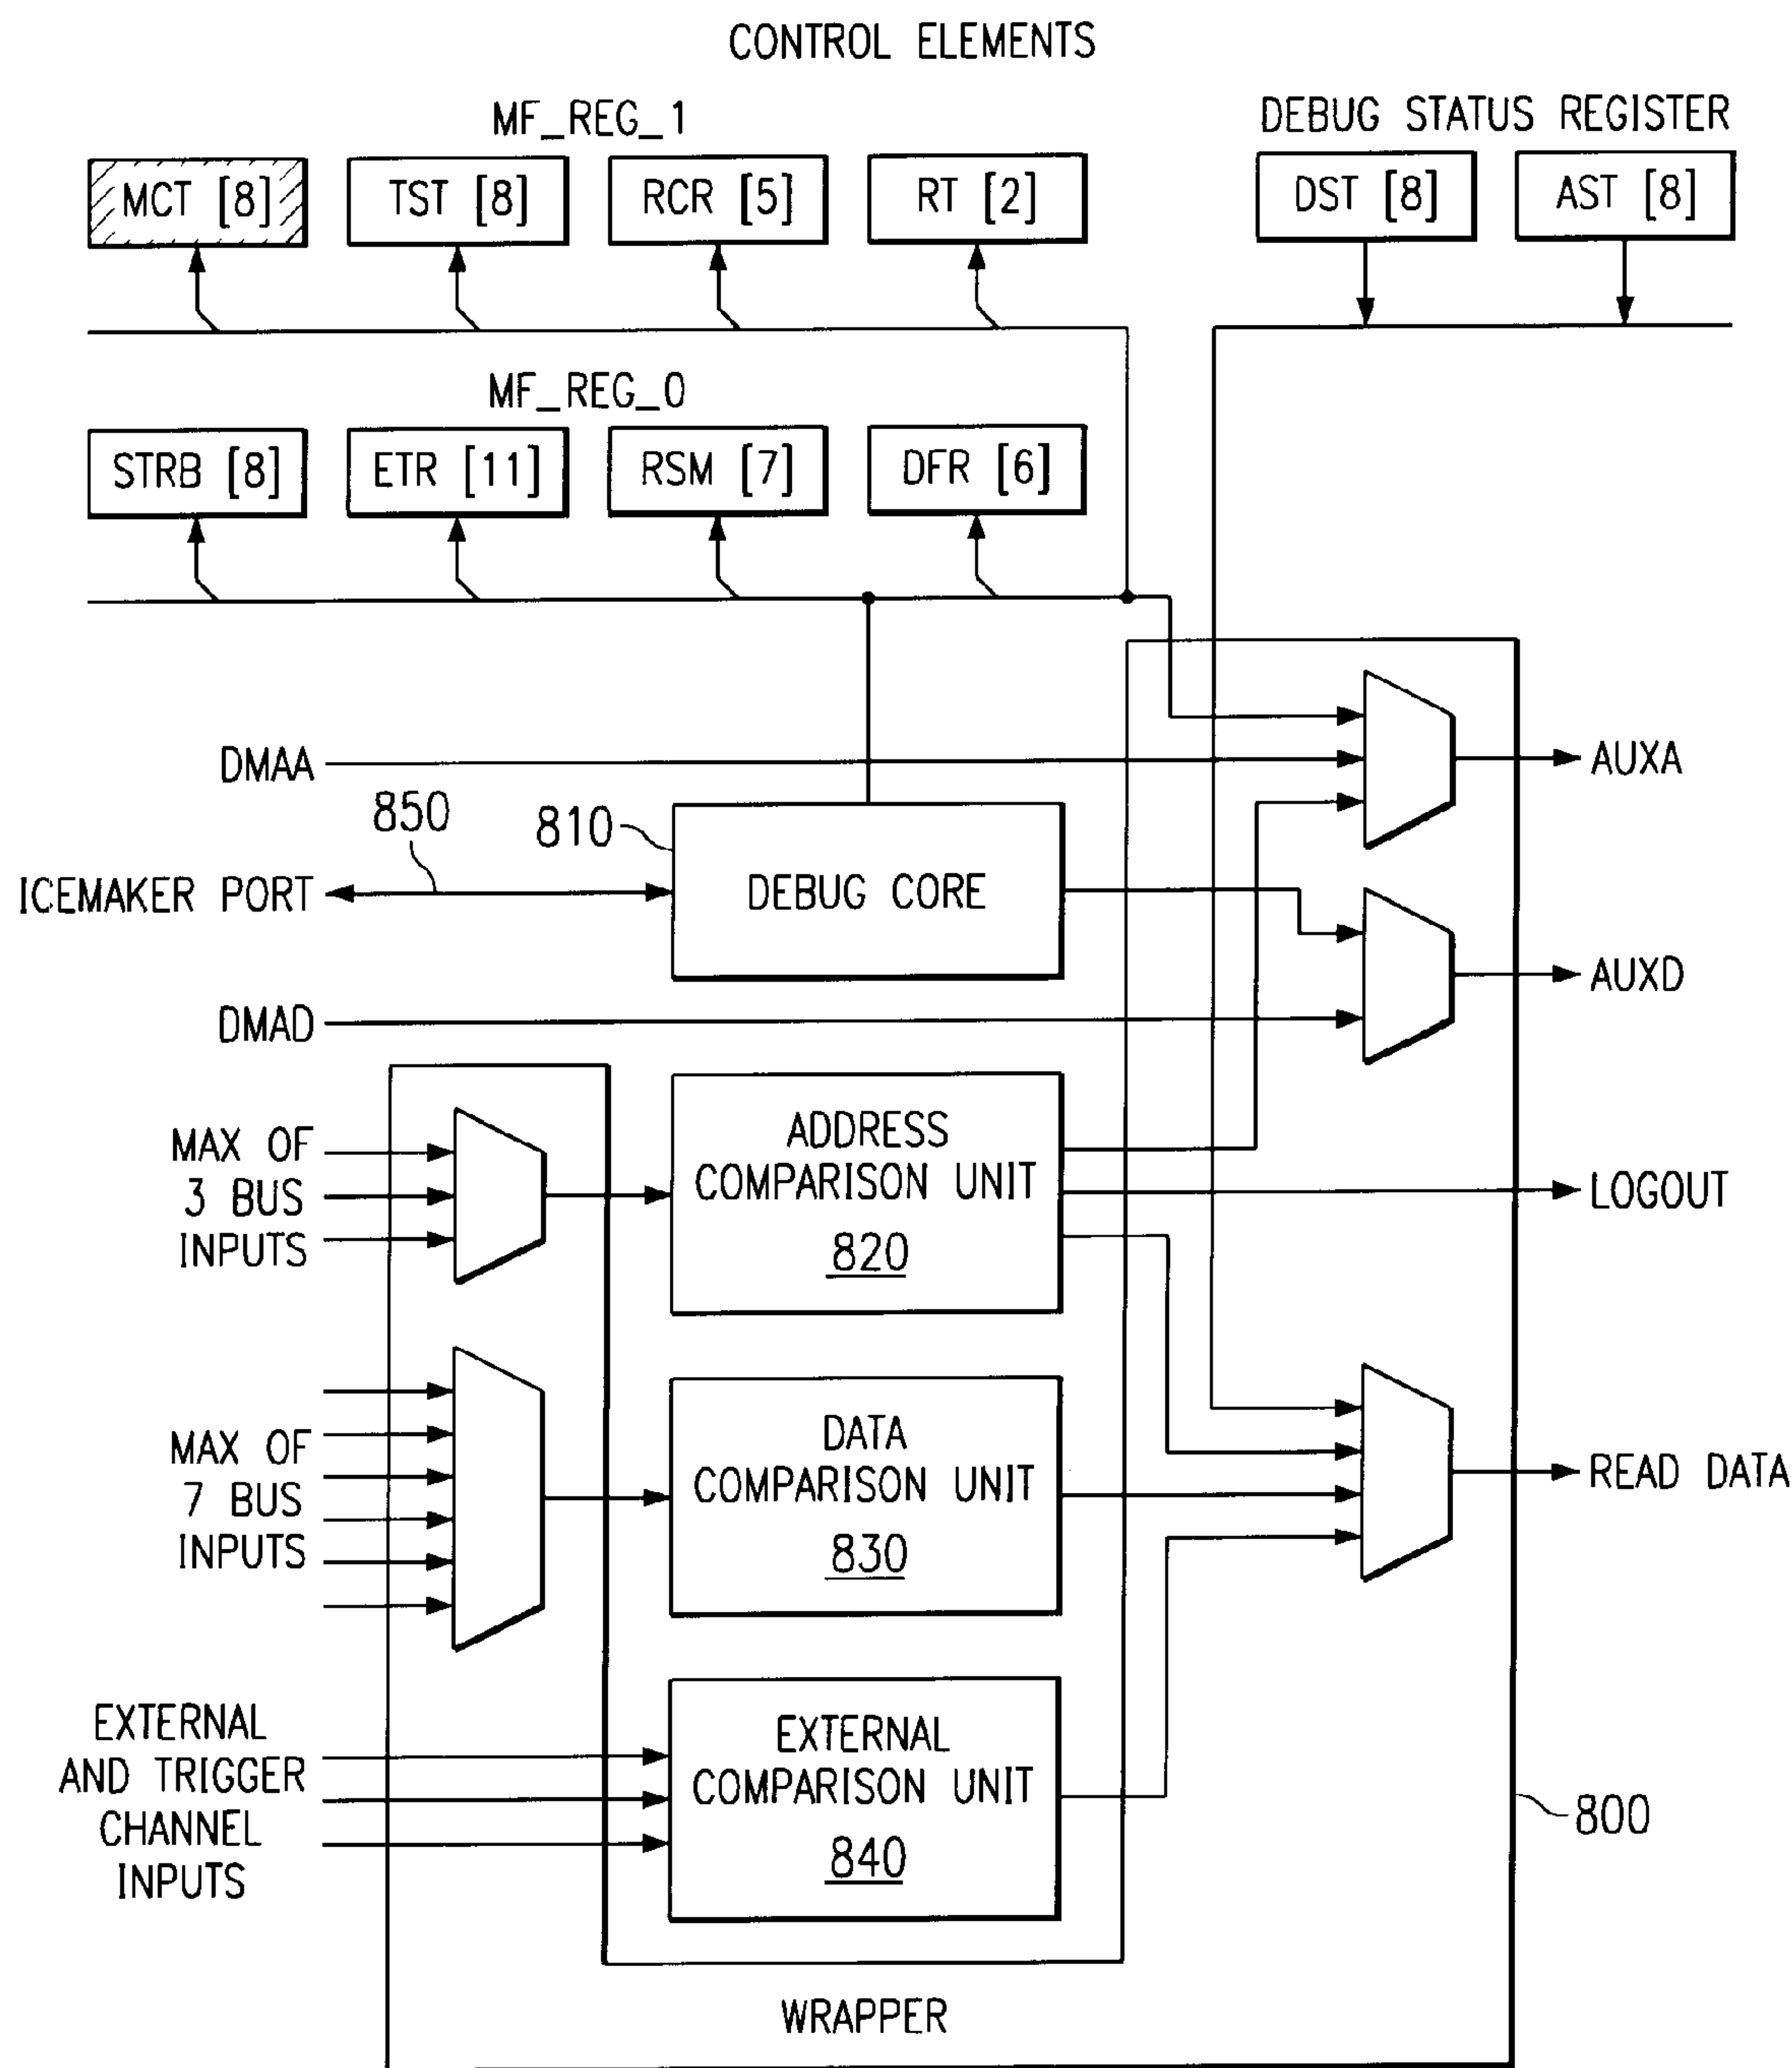 CONTROL ELEMENTS
MF_REG_1
DEBUG STATUS REGISTER
MCT [8]
TST [8]
RCR [5]
RT [2]
DST [8]
AST [8]
MF_REG_0
STRB [8]
ETR [11]
RSM [7]
DFR [6]
DMAA
AUXA
850
810
ICEMAKER PORT
DEBUG CORE
AUXD
DMAD
MAX OF
3 BUS
INPUTS
ADDRESS
COMPARISON UNIT
820
LOGOUT
MAX OF
7 BUS
INPUTS
DATA
COMPARISON UNIT
830
READ DATA
EXTERNAL
AND TRIGGER
CHANNEL
INPUTS
EXTERNAL
COMPARISON UNIT
840
800
WRAPPER